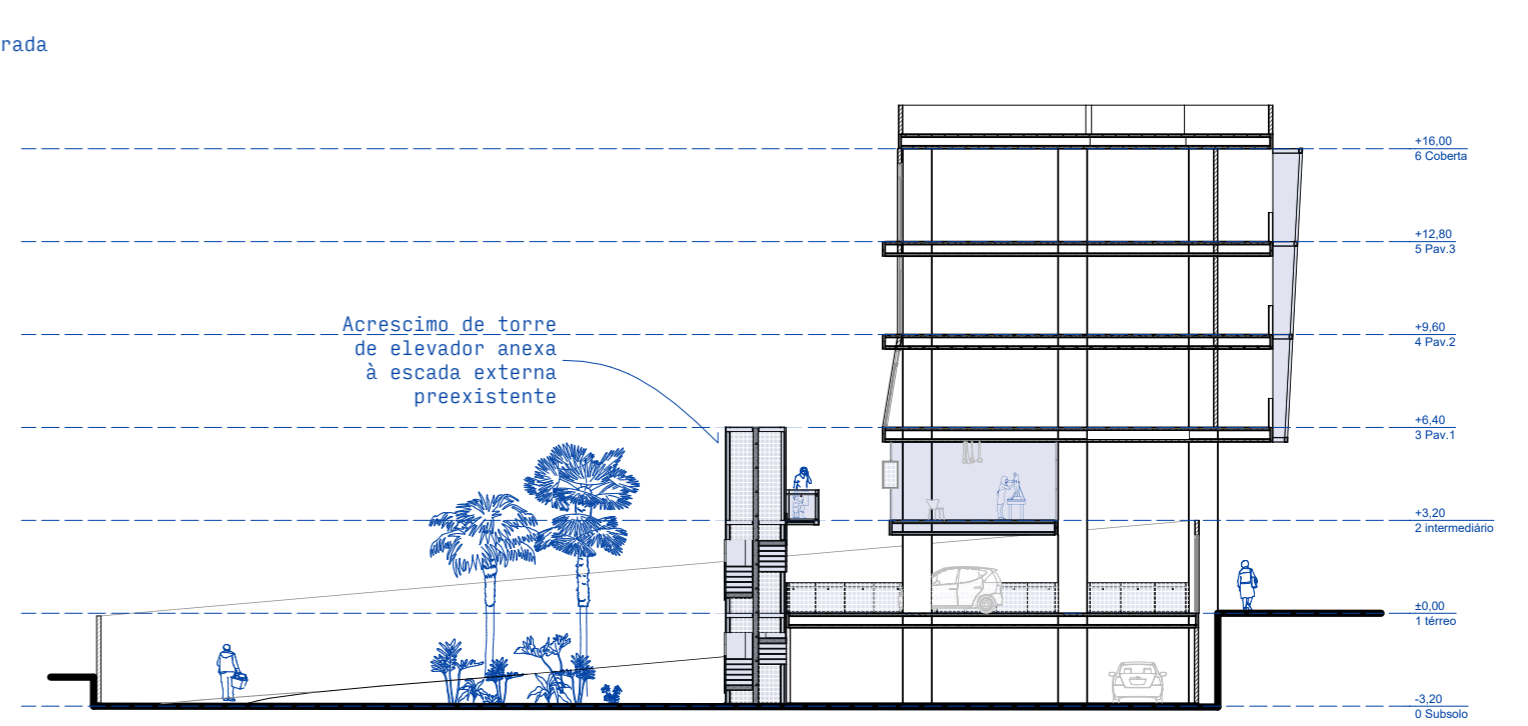 rada
+16,00
6 Coberta
+12,80
5 Pav.3
Acrescimo de torre
de elevador anexa
à escada externa
preexistente
+9,60
4 Pav.2
+6,40
3 Pav.1
+3,20
2 intermediário
±0,00
1 térreo
-3,20
0 Subsolo